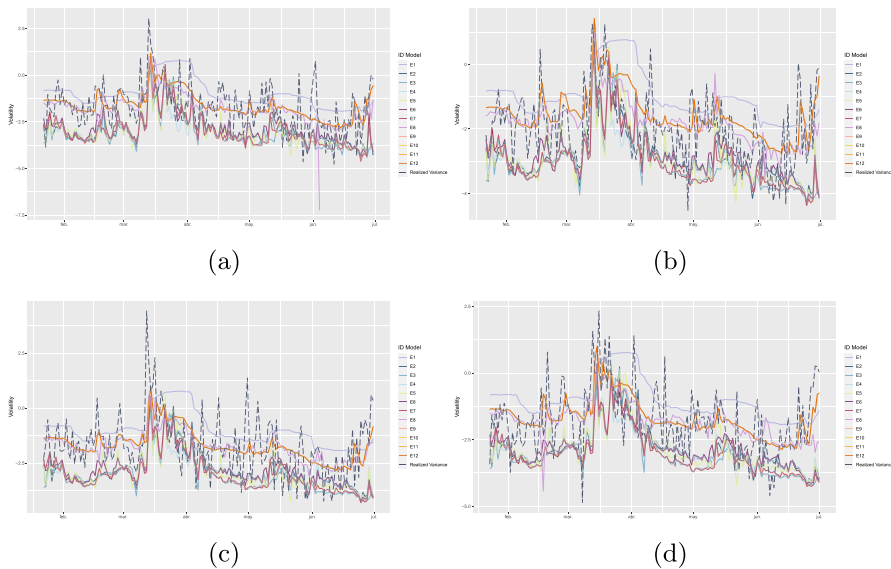 2.5
0.0
−2.5
−5.0
−7.5
Volatility
feb.
mar.
abr.
may.
jun.
jul.
ID Model
E1
E2
E3
E4
E5
E6
E7
E8
E9
E10
E11
E12
Realized Variance
(a)
0
−2
−4
Volatility
feb.
mar.
abr.
may.
jun.
jul.
ID Model
E1
E2
E3
E4
E5
E6
E7
E8
E9
E10
E11
E12
Realized Variance
(b)
2.5
0.0
−2.5
Volatility
feb.
mar.
abr.
may.
jun.
jul.
ID Model
E1
E2
E3
E4
E5
E6
E7
E8
E9
E10
E11
E12
Realized Variance
(c)
2.5
0.0
−2.5
−5.0
Volatility
feb.
mar.
abr.
may.
jun.
jul.
ID Model
E1
E2
E3
E4
E5
E6
E7
E8
E9
E10
E11
E12
Realized Variance
(d)